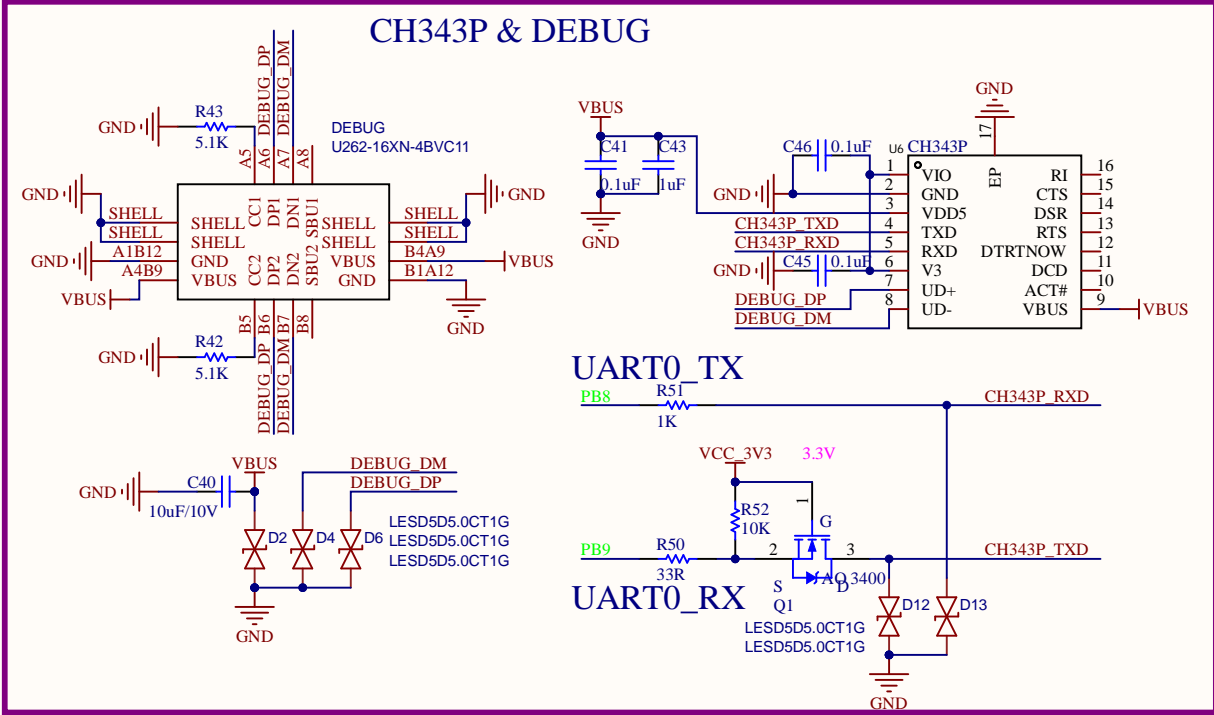 CH343P & DEBUG
DEBUG_DP
DEBUG_DM
R43
GND
5.1K
A5
A6
A7
A8
DEBUG
U262-16XN-4BVC11
GND
GND
SHELL
SHELL
SHELL
SHELL
CC1
DP1
DN1
SBU1
SHELL
SHELL
GND
VBUS
SHELL
SHELL
VBUS
GND
CC2
DP2
DN2
SBU2
GND
A1B12
A4B9
VBUS
B4A9
B1A12
VBUS
GND
B5
B6
B7
B8
R42
GND
5.1K
DEBUG_DP
DEBUG_DM
VBUS
C41
C43
0.1uF
1uF
GND
GND
17
C46
0.1uF
U6
CH343P
EP
GND
CH343P_TXD
CH343P_RXD
GND
C45
0.1uF
DEBUG_DP
DEBUG_DM
1
2
3
4
5
6
7
8
VIO
GND
VDD5
TXD
RXD
V3
UD+
UD-
RI
CTS
DSR
RTS
DTRTNOW
DCD
ACT#
VBUS
16
15
14
13
12
11
10
9
VBUS
UART0_TX
PB8
R51
1K
CH343P_RXD
VCC_3V3
3.3V
R52
10K
1
G
PB9
R50
33R
2
3
CH343P_TXD
S
D
AO3400
Q1
UART0_RX
D12
D13
LESD5D5.0CT1G
LESD5D5.0CT1G
GND
VBUS
DEBUG_DM
DEBUG_DP
GND
C40
10uF/10V
D2
D4
D6
LESD5D5.0CT1G
LESD5D5.0CT1G
LESD5D5.0CT1G
GND